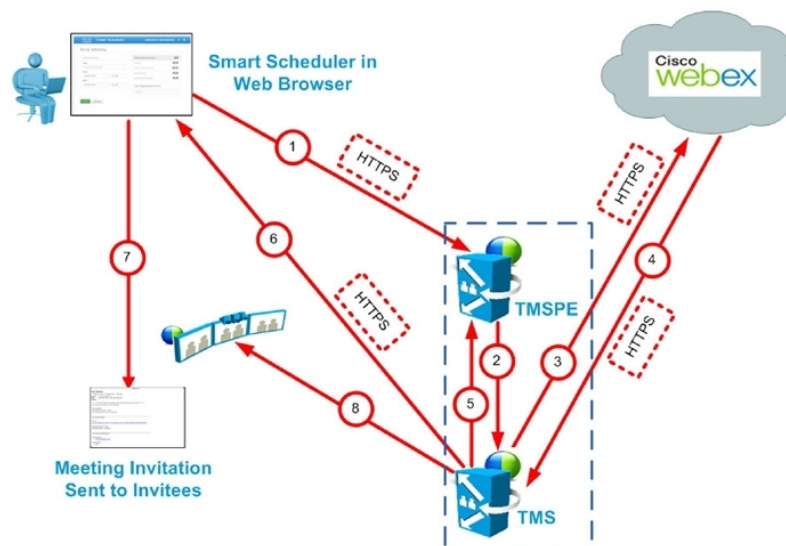 Smart Scheduler in
Web Browser
Cisco
webex
1
HTTPS
HTTPS
6
4
7
TMSPE
HTTPS
HTTPS
2
3
5
8
Meeting Invitation
Sent to Invitees
TMS